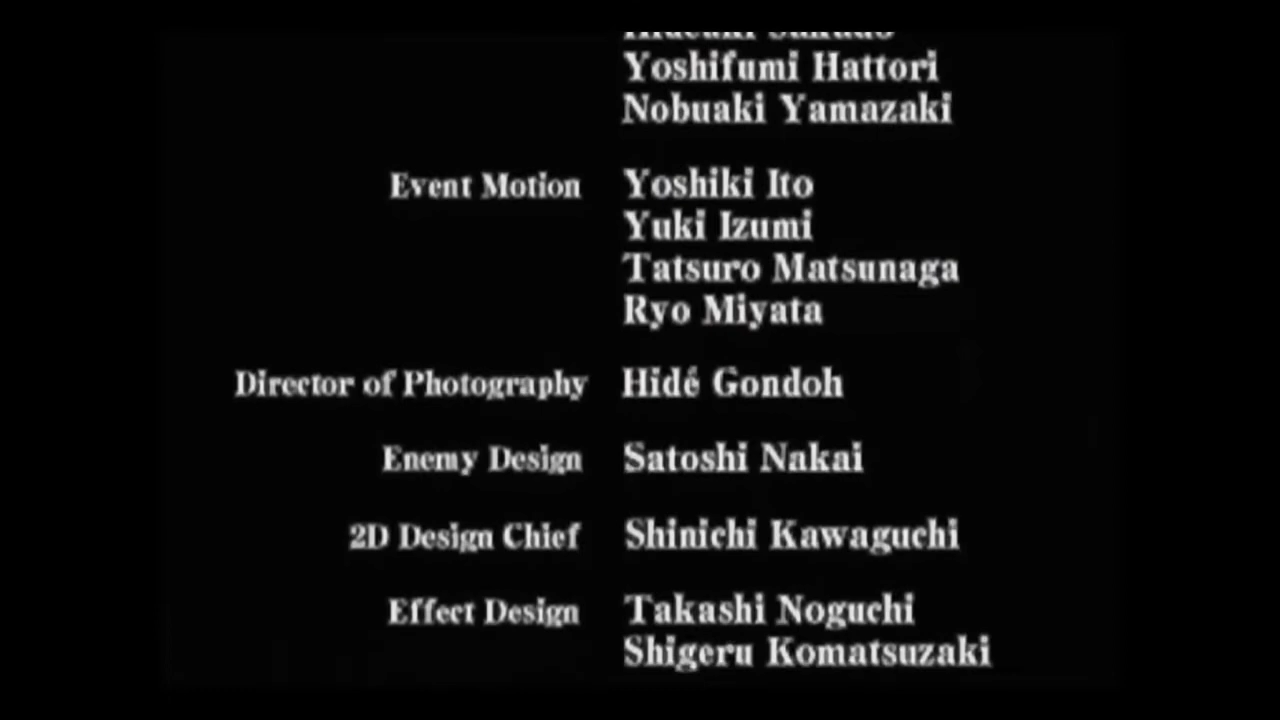 Yoshifumi Hattori
Nobuaki Yamazaki
Event Motion Yoshiki Ito
Yuki Izumi
Tatsuro Matsunaga
Ryo Miyata
Director of Photography Hidé Gondoh
Enemy Design Satoshi Nakai
2D Design Chief Shinichi Kawaguchi
Effect Design Takashi Noguchi
Shigeru Komatsuzaki